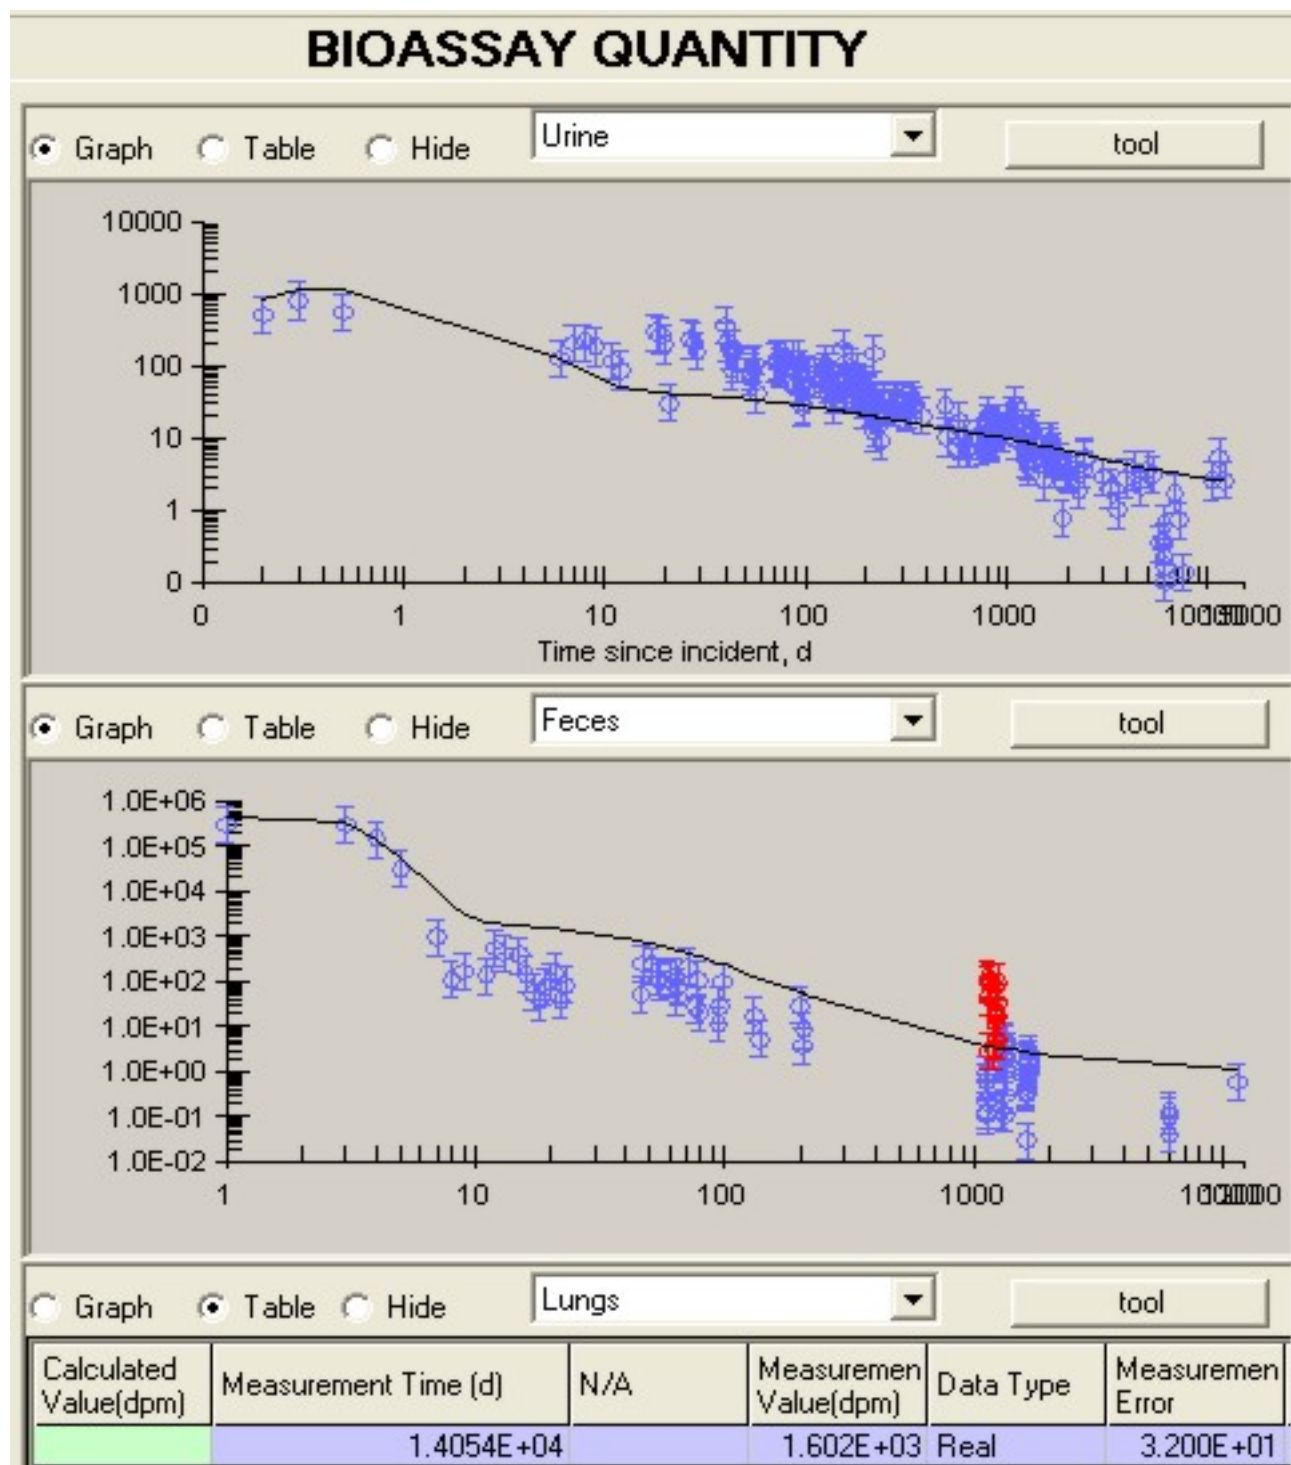 BIOASSAY QUANTITY
Graph Table Hide Urine tool
10000
1000
100
10
1
0
0 1 10 100 1000
Time since incident, d
Graph Table Hide Feces tool
1.0E+06
1.0E+05
1.0E+04
1.0E+03
1.0E+02
1.0E+01
1.0E+00
1.0E-01
1.0E-02
1 10 100 1000
Graph Table Hide Lungs tool
Calculated Measuremen Measuremen
Value(dpm) Measurement Time (d) N/A Value(dpm) Data Type Error
1.4054E+04 1.602E+03 Real 3.200E+01